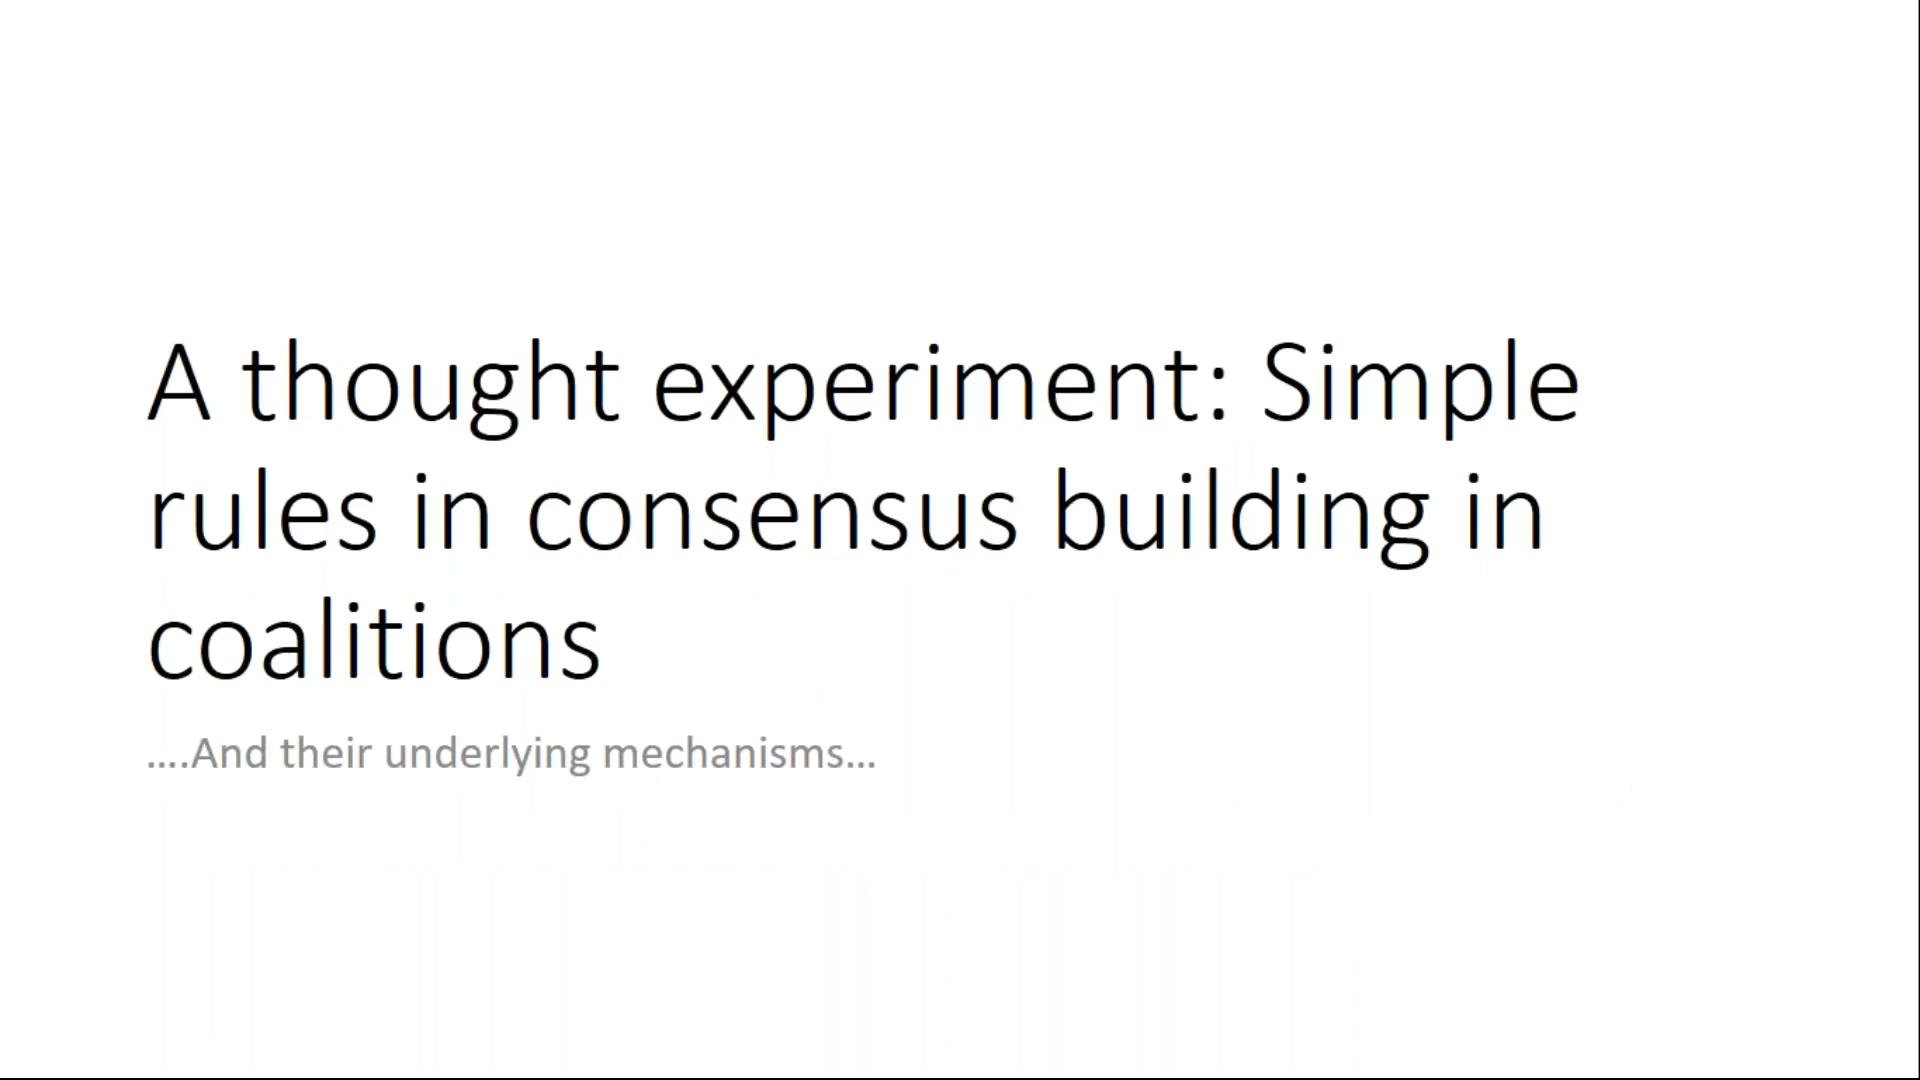 A thought experiment: Simple
rules in consensus building in
coalitions
....And their underlying mechanisms...